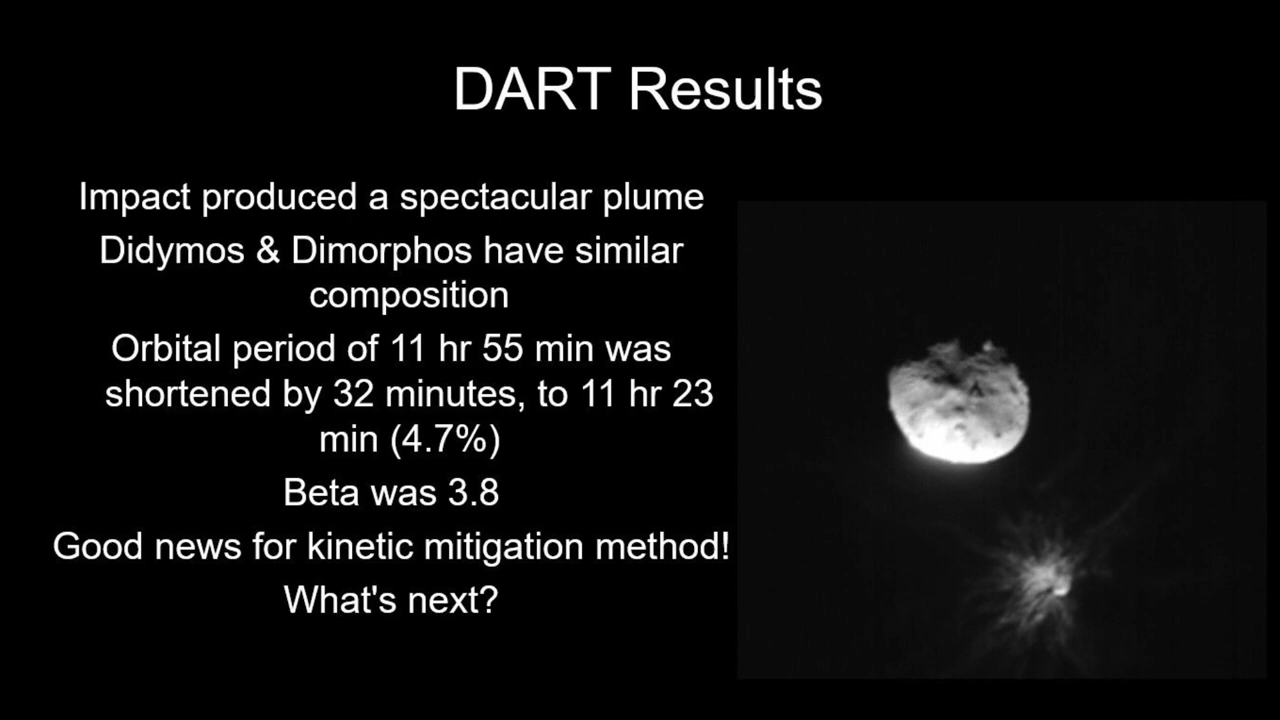 DART Results
Impact produced a spectacular plume
Didymos & Dimorphos have similar
composition
Orbital period of 11 hr 55 min was
shortened by 32 minutes, to 11 hr 23
min (4.7%)
Beta was 3.8
Good news for kinetic mitigation method!
What's next?